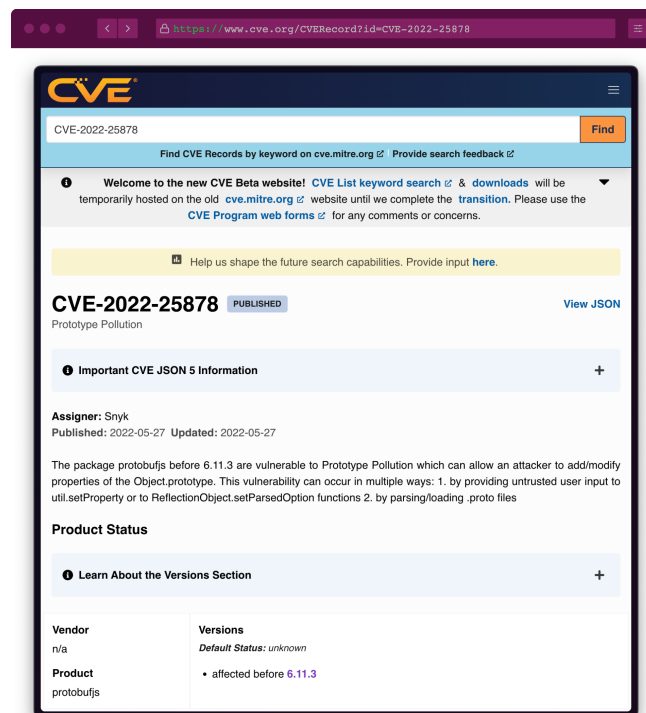 https://www.cve.org/CVERecord?id=CVE-2022-25878
CVE®
CVE-2022-25878
Find
Find CVE Records by keyword on cve.mitre.org | Provide search feedback
Welcome to the new CVE Beta website! CVE List keyword search & downloads will be
temporarily hosted on the old cve.mitre.org website until we complete the transition. Please use the
CVE Program web forms for any comments or concerns.
Help us shape the future search capabilities. Provide input here.
CVE-2022-25878 PUBLISHED
View JSON
Prototype Pollution
Important CVE JSON 5 Information
Assigner: Snyk
Published: 2022-05-27 Updated: 2022-05-27
The package protobufjs before 6.11.3 are vulnerable to Prototype Pollution which can allow an attacker to add/modify
properties of the Object.prototype. This vulnerability can occur in multiple ways: 1. by providing untrusted user input to
util.setProperty or to ReflectionObject.setParsedOption functions 2. by parsing/loading .proto files
Product Status
Learn About the Versions Section
Vendor
n/a
Product
protobufjs
Versions
Default Status: unknown
• affected before 6.11.3